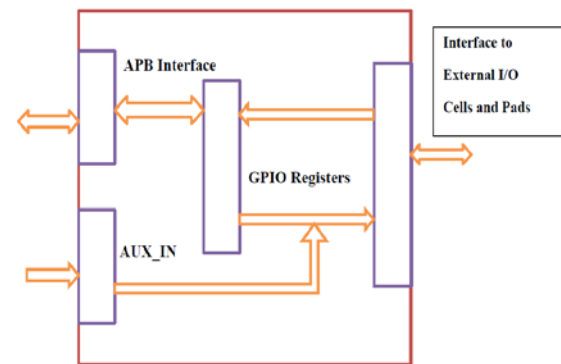 APB Interface
Interface to
External I/O
Cells and Pads
GPIO Registers
AUX_IN